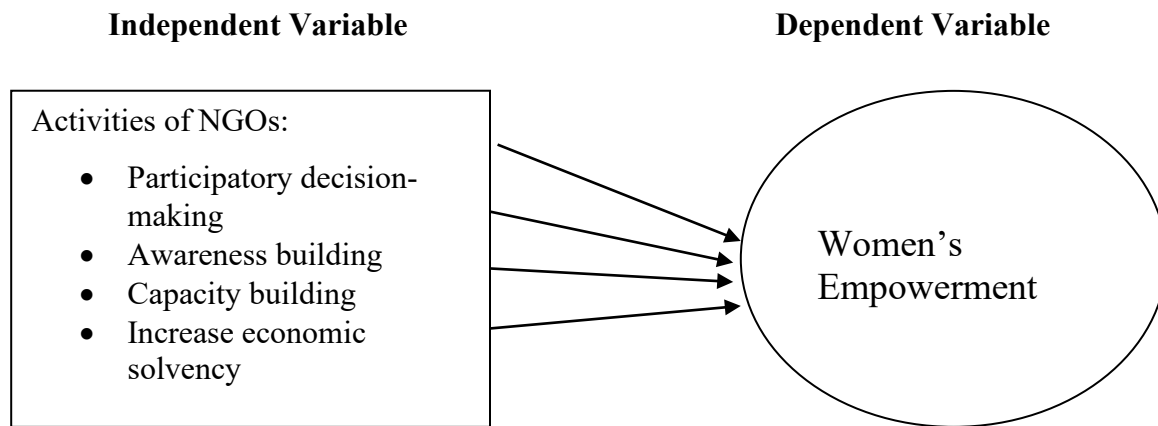 Independent Variable
Dependent Variable
Activities of NGOs:
• Participatory decision-
making
• Awareness building
• Capacity building
• Increase economic
solvency
Women’s
Empowerment